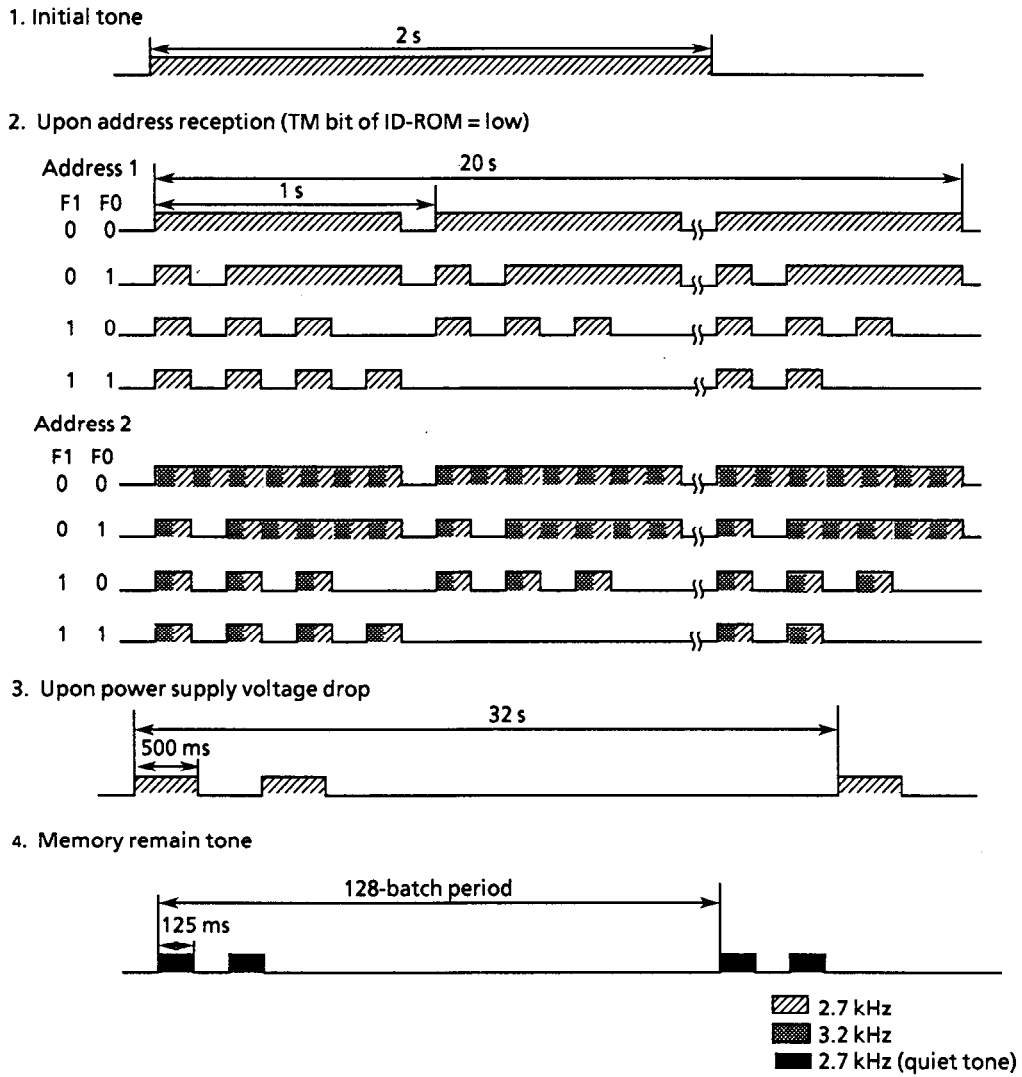 1. Initial tone
2 s
2. Upon address reception (TM bit of ID-ROM = low)
Address 1
20 s
1 s
F1 F0
0 0
0 1
1 0
1 1
Address 2
F1 F0
0 0
0 1
1 0
1 1
3. Upon power supply voltage drop
32 s
500 ms
4. Memory remain tone
128-batch period
125 ms
2.7 kHz
3.2 kHz
2.7 kHz (quiet tone)